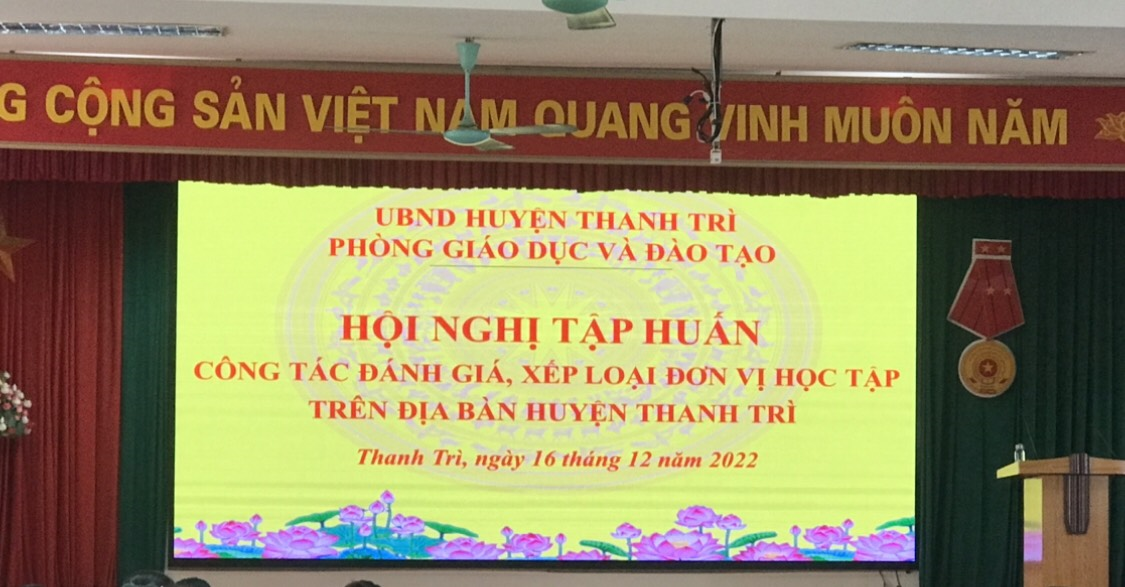 G CỘNG SẢN VIỆT NAM QUANG VINH MUÔN NĂM
UBND HUYỆN THANH TRÌ
PHÒNG GIÁO DỤC VÀ ĐÀO TẠO
HỘI NGHỊ TẬP HUẤN
CÔNG TÁC ĐÁNH GIÁ, XẾP LOẠI ĐƠN VỊ HỌC TẬP
TRÊN ĐỊA BÀN HUYỆN THANH TRÌ
Thanh Trì, ngày 16 tháng 12 năm 2022